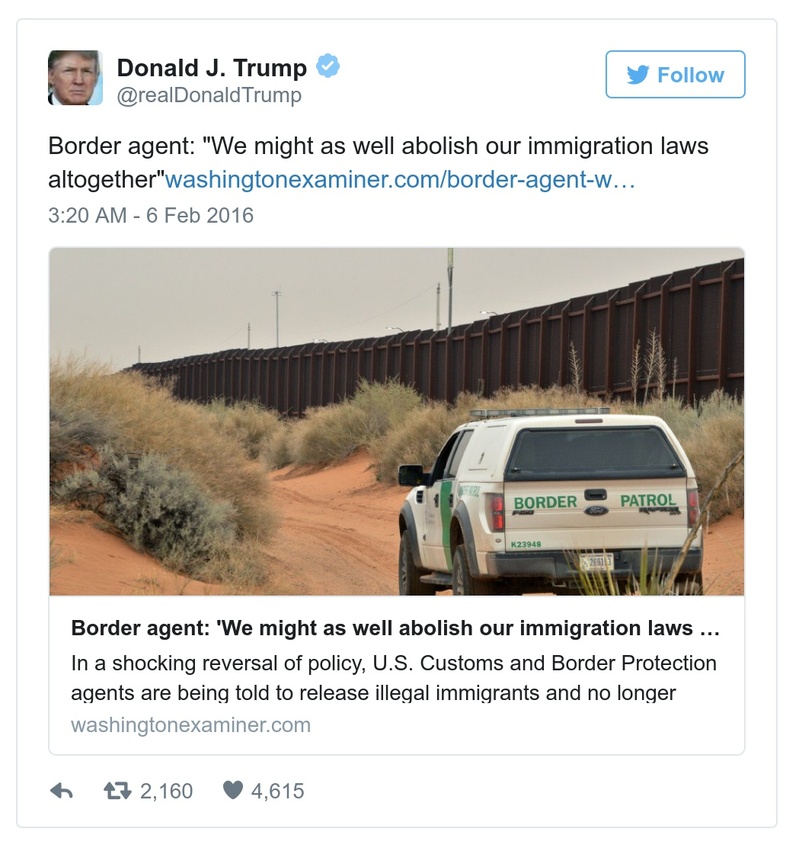 Donald J. Trump
@realDonaldTrump
Follow
Border agent: "We might as well abolish our immigration laws
altogether"washingtonexaminer.com/border-agent-w…
3:20 AM - 6 Feb 2016
BORDER PATROL
K23948
Border agent: 'We might as well abolish our immigration laws …
In a shocking reversal of policy, U.S. Customs and Border Protection
agents are being told to release illegal immigrants and no longer
washingtonexaminer.com
2,160 4,615